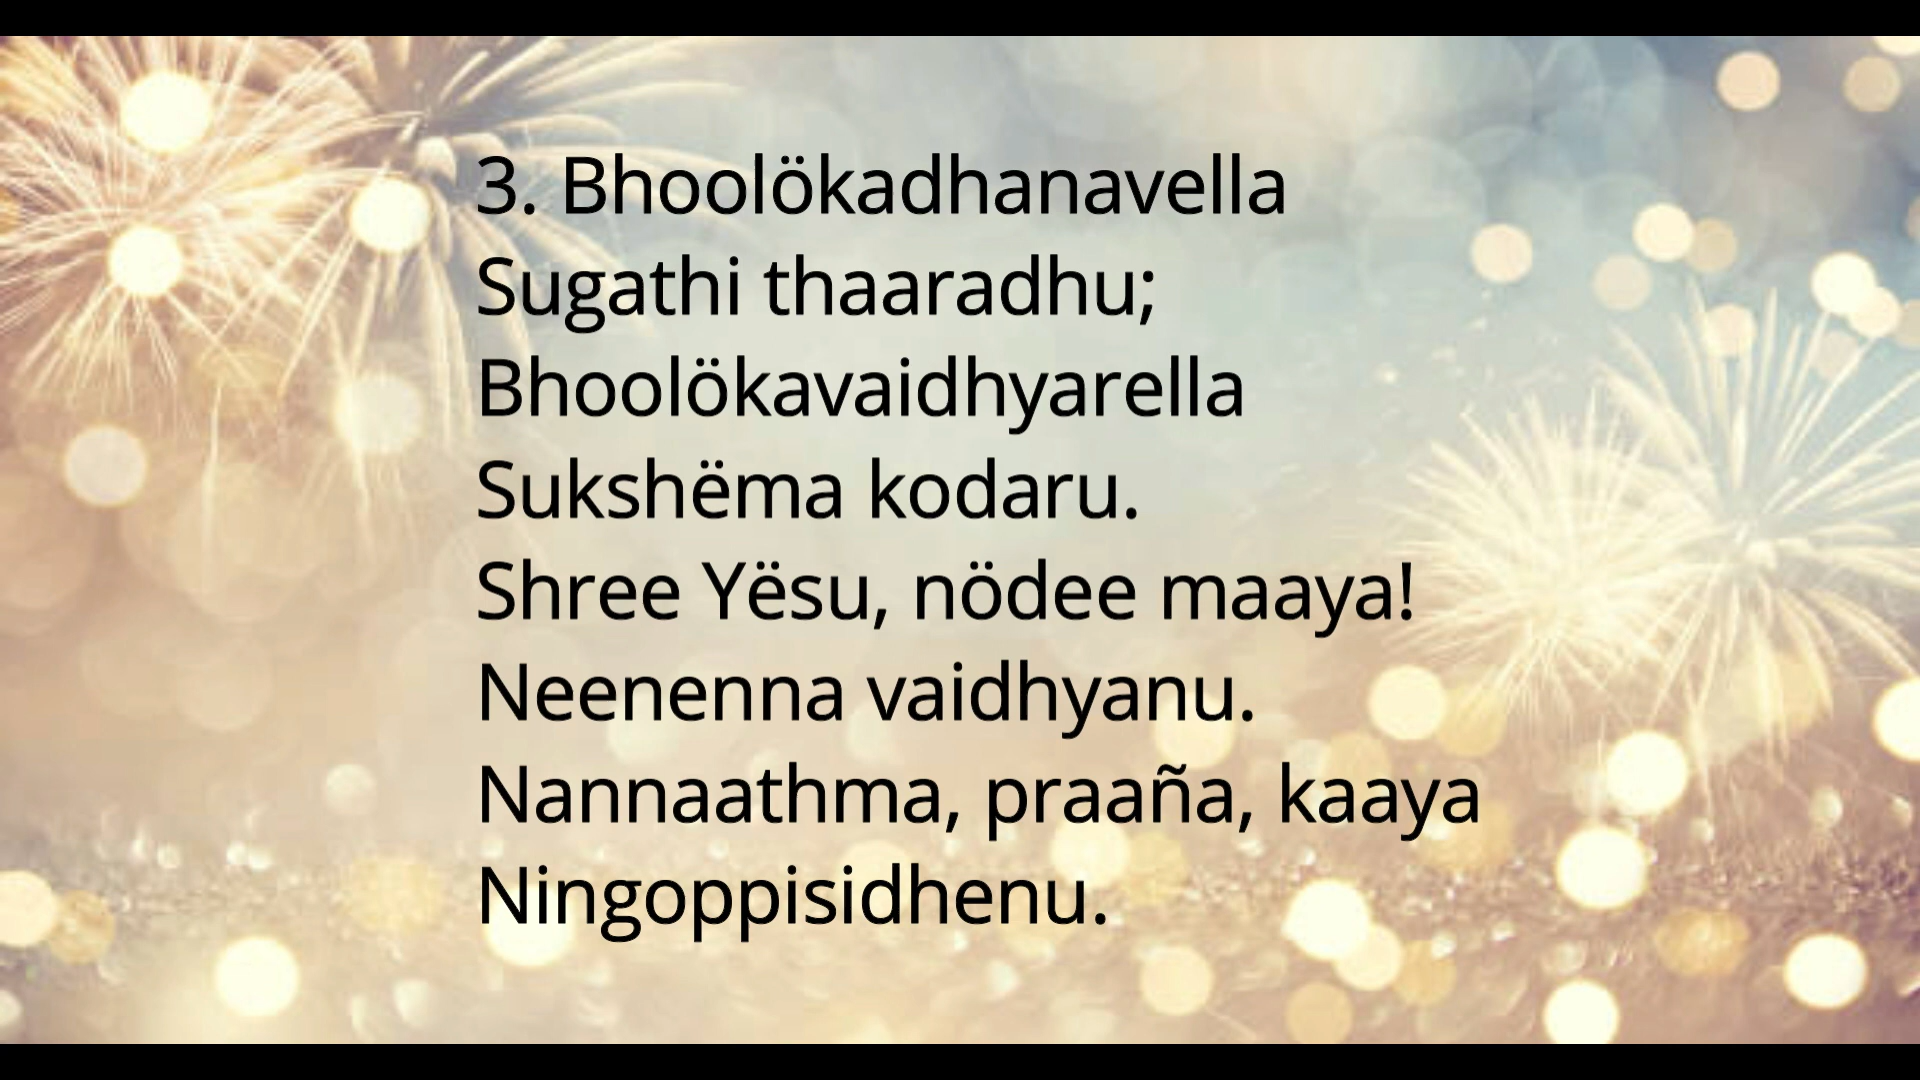 3. Bhoolökadhanavella
Sugathi thaaradhu;
Bhoolökavaidhyarella
Sukshëma kodaru.
Shree Yësu, nödee maaya!
Neenenna vaidhyanu.
Nannaathma, praaña, kaaya
Ningoppisidhenu.